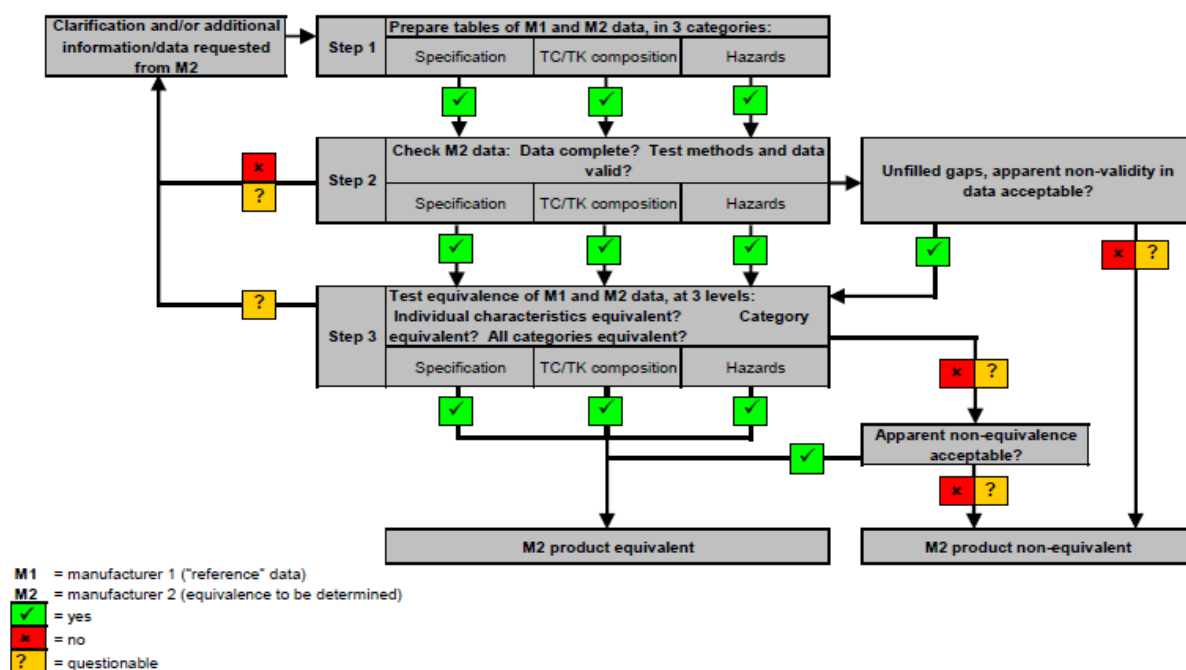 Clarification and/or additional
information/data requested
from M2
Step 1
Prepare tables of M1 and M2 data, in 3 categories:
Specification
TC/TK composition
Hazards
✓
✓
✓
×
?
Step 2
Check M2 data: Data complete? Test methods and data
valid?
Specification
TC/TK composition
Hazards
Unfilled gaps, apparent non-validity in
data acceptable?
✓
✓
✓
✓
×
?
?
Step 3
Test equivalence of M1 and M2 data, at 3 levels:
Individual characteristics equivalent? Category
equivalent? All categories equivalent?
Specification
TC/TK composition
Hazards
×
?
✓
✓
✓
Apparent non-equivalence
acceptable?
✓
×
?
M2 product equivalent
M2 product non-equivalent
M1 = manufacturer 1 ("reference" data)
M2 = manufacturer 2 (equivalence to be determined)
✓ = yes
× = no
? = questionable